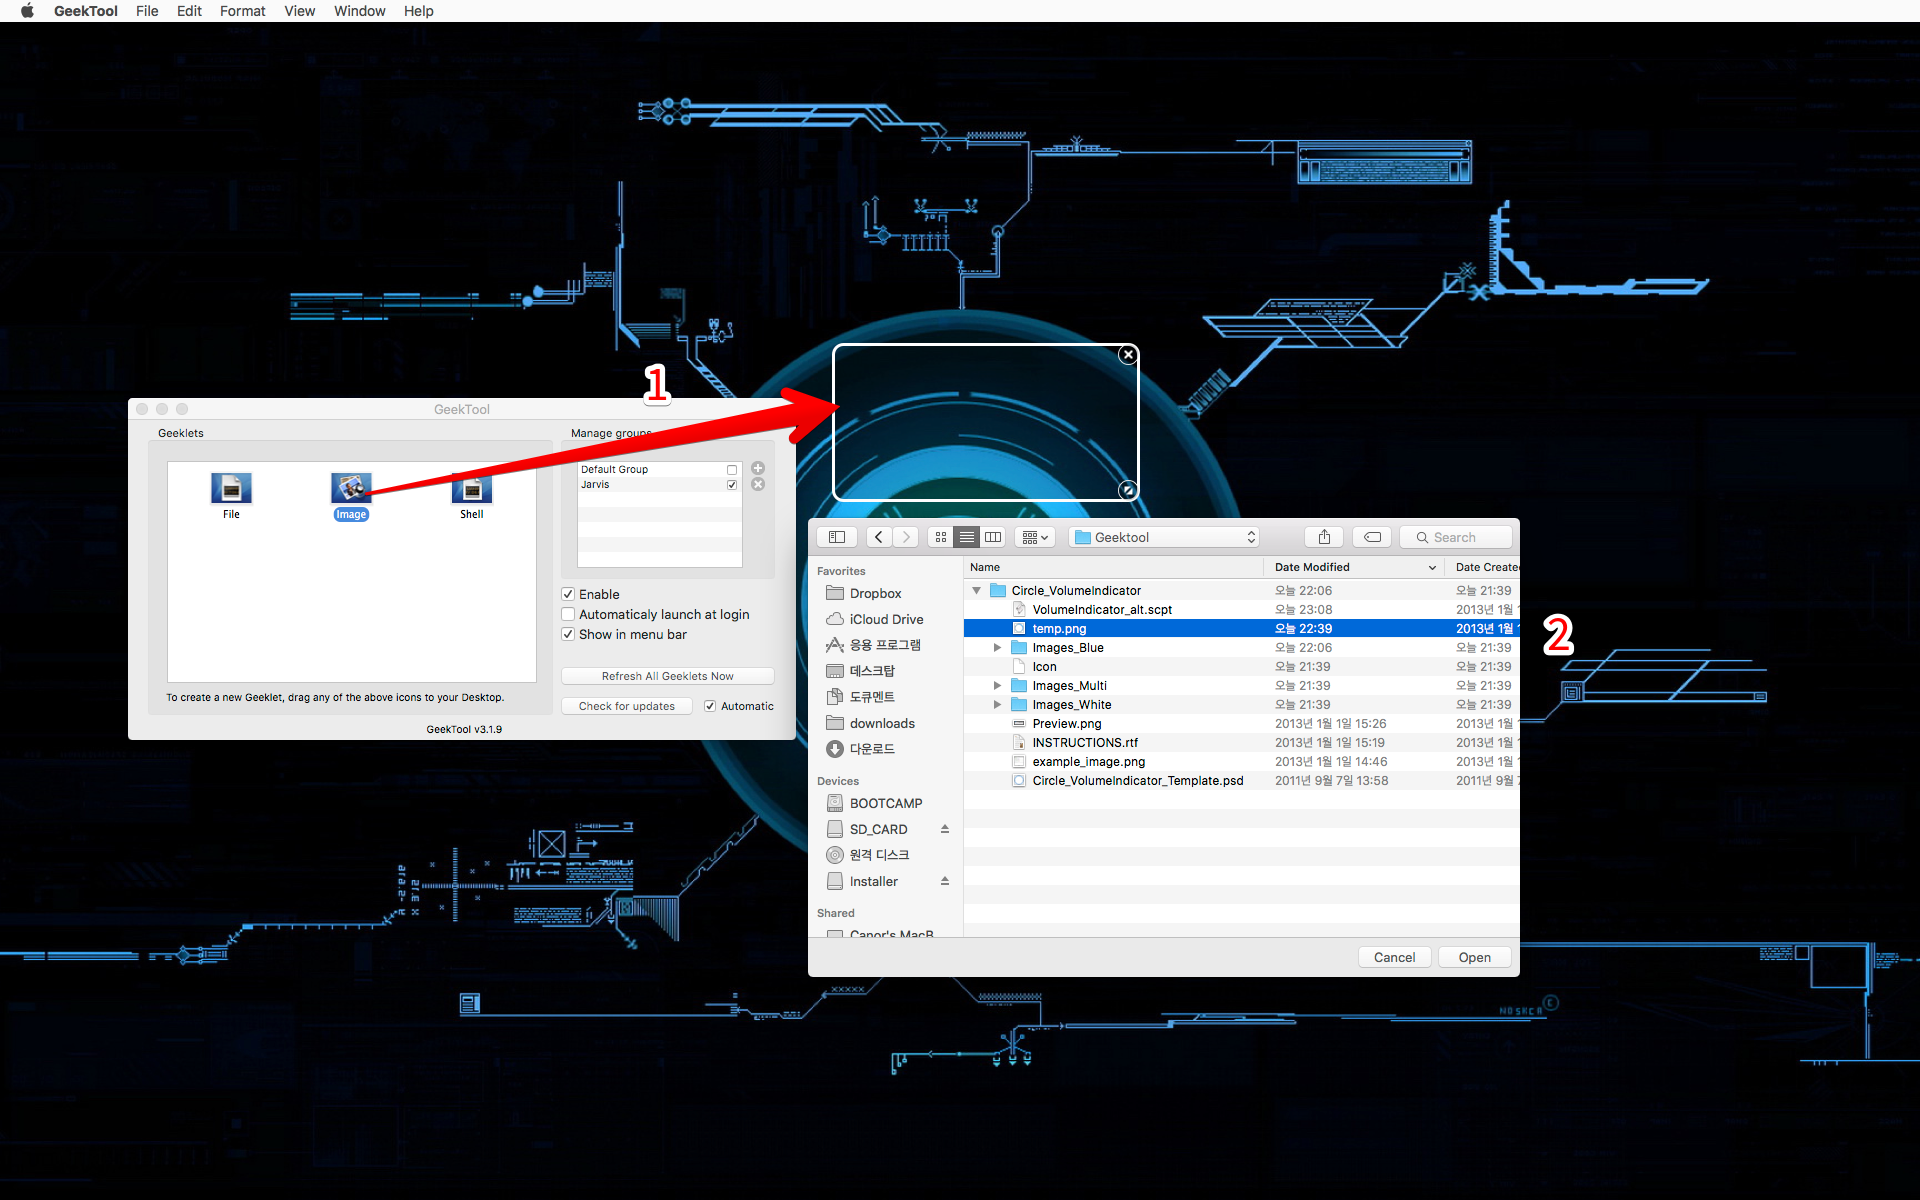 GeekTool File Edit Format View Window Help
1
GeekTool
Geeklets
Manage groups
File
Image
Shell
Default Group
Jarvis
Enable
Automaticaly launch at login
Show in menu bar
Refresh All Geeklets Now
Check for updates
Automatic
To create a new Geeklet, drag any of the above icons to your Desktop.
GeekTool v3.1.9
2
Geektool
Search
Favorites
Dropbox
iCloud Drive
응용 프로그램
데스크탑
도큐멘트
downloads
다운로드
Devices
BOOTCAMP
SD_CARD
원격 디스크
Installer
Shared
Canor's MacB
Name Date Modified Date Create
Circle_VolumeIndicator 오늘 22:06 오늘 21:39
VolumeIndicator_alt.scpt 오늘 23:08 2013년 1월 1
temp.png 오늘 22:39 2013년 1월 1
Images_Blue 오늘 22:06 오늘 21:39
Icon 오늘 21:39 오늘 21:39
Images_Multi 오늘 21:39 오늘 21:39
Images_White 오늘 21:39 오늘 21:39
Preview.png 2013년 1월 1일 15:26 2013년 1월 1
INSTRUCTIONS.rtf 2013년 1월 1일 15:19 2013년 1월 1
example_image.png 2013년 1월 1일 14:46 2013년 1월 1
Circle_VolumeIndicator_Template.psd 2011년 9월 7일 13:58 2011년 9월 7
Cancel
Open